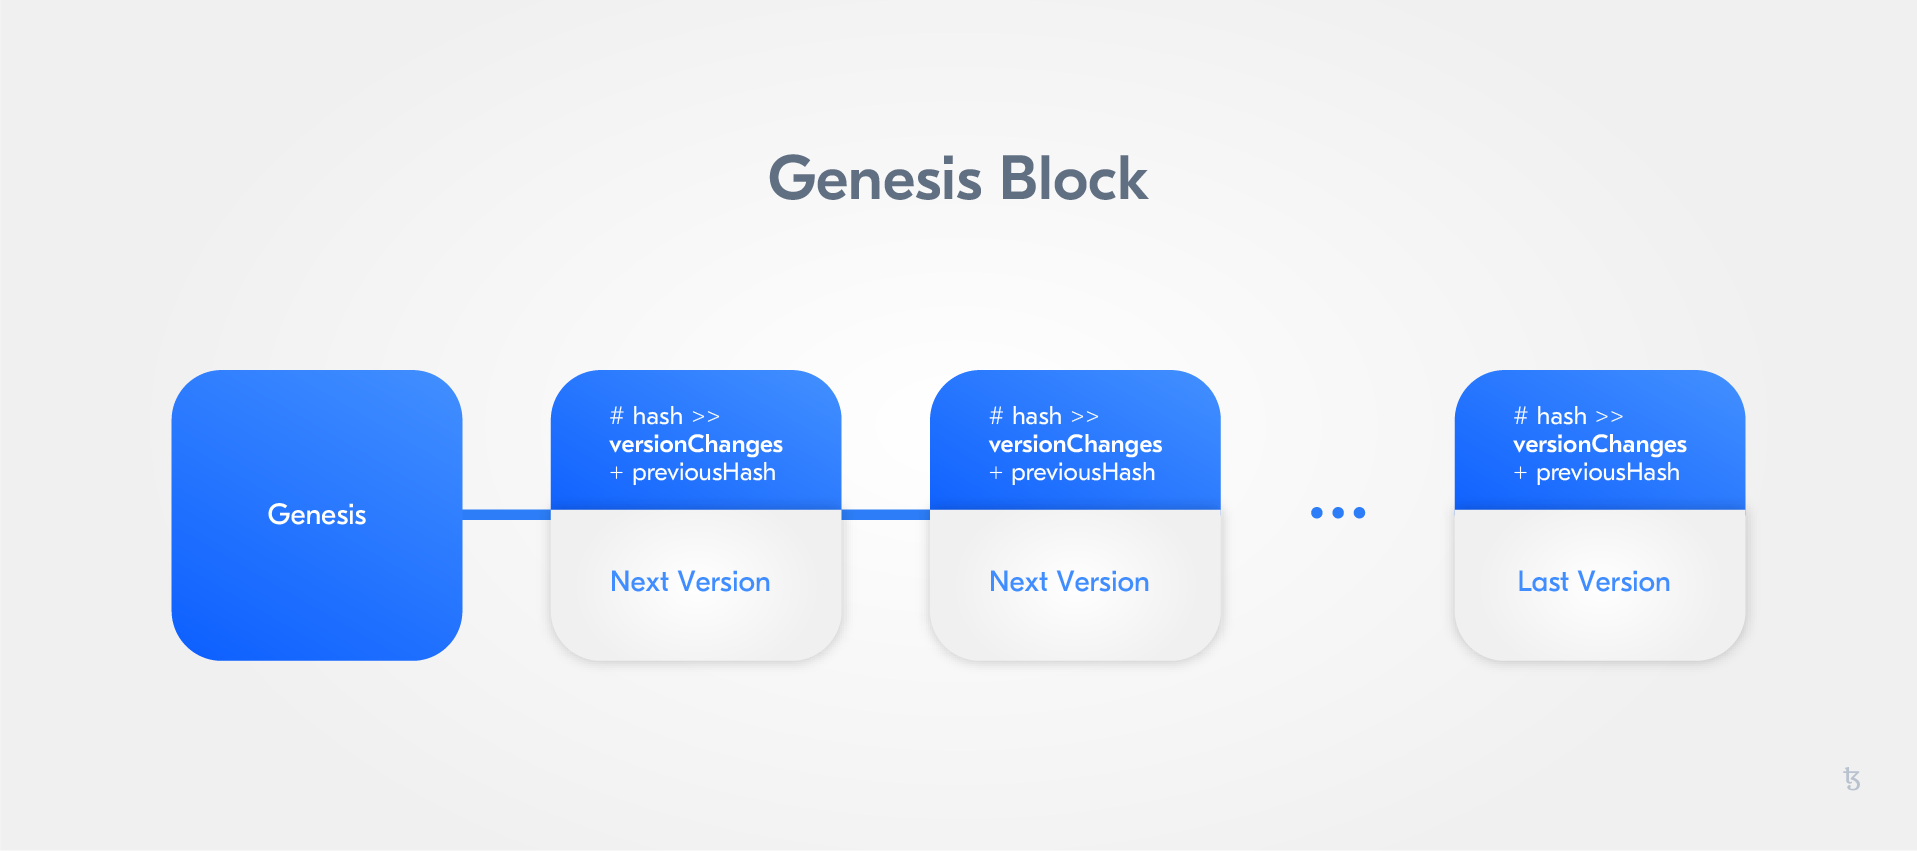 Genesis Block
Genesis
# hash >>
versionChanges
+ previousHash
Next Version
# hash >>
versionChanges
+ previousHash
Next Version
# hash >>
versionChanges
+ previousHash
Last Version
ꜩ